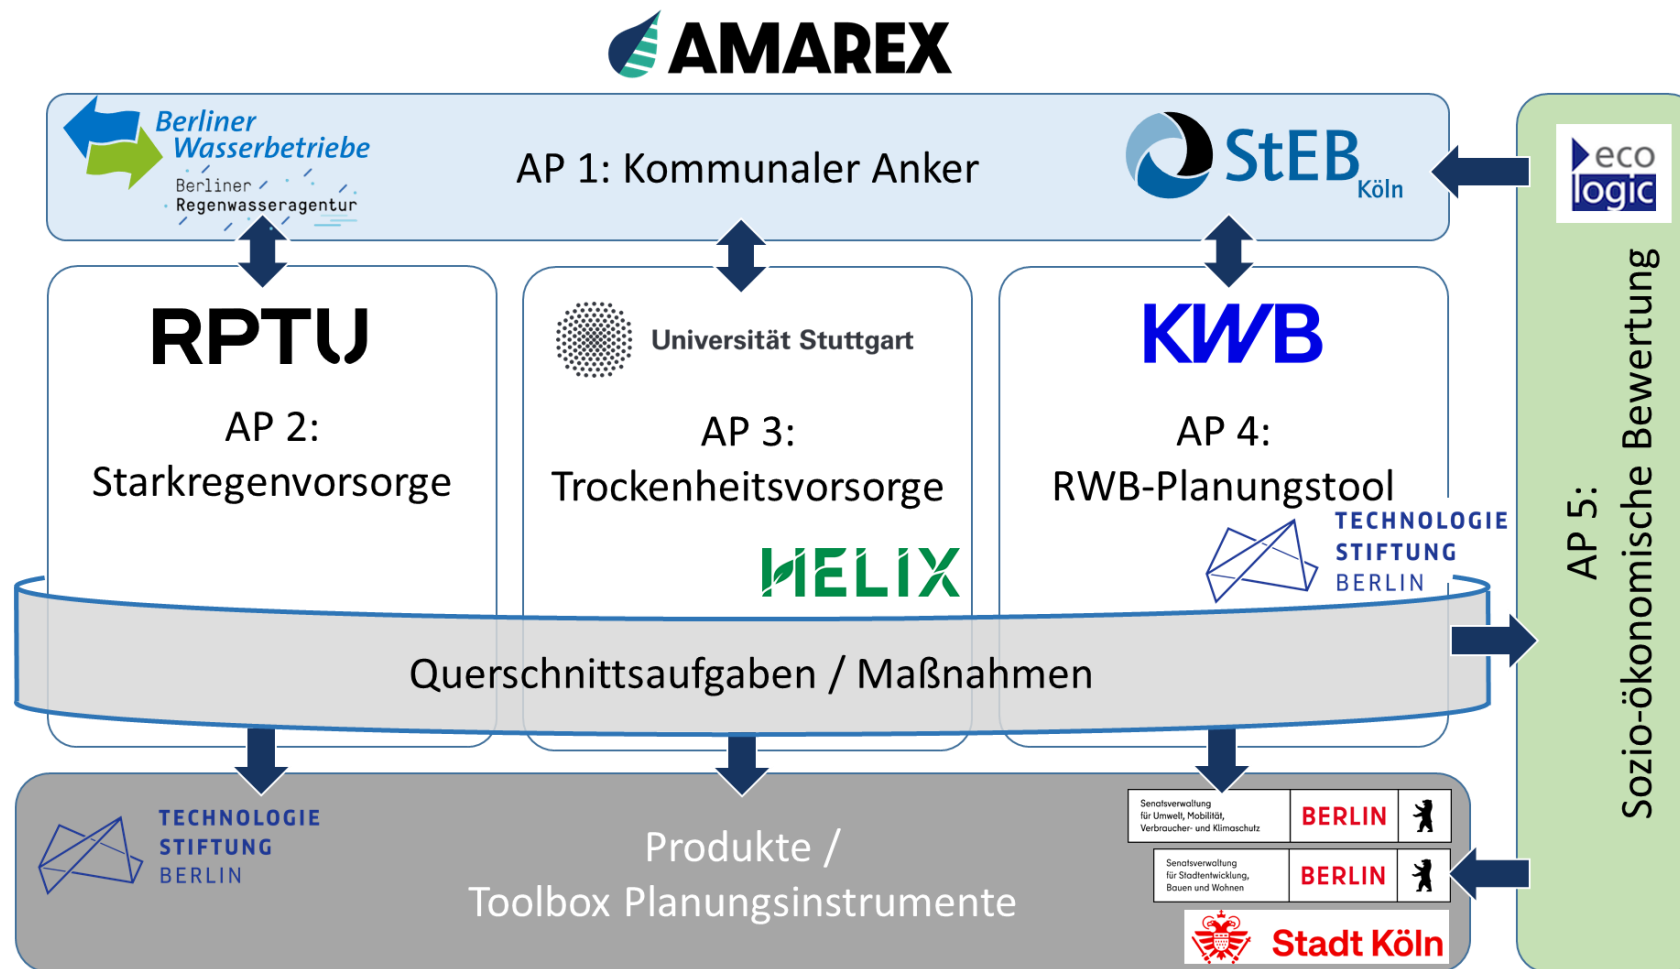 AMAREX
Berliner
Wasserbetriebe
Berliner
Regenwasseragentur
AP 1: Kommunaler Anker
StEB
Köln
eco
logic
RPTU
AP 2:
Starkregenvorsorge
Universität Stuttgart
AP 3:
Trockenheitsvorsorge
HELIX
KWB
AP 4:
RWB-Planungstool
TECHNOLOGIE
STIFTUNG
BERLIN
AP 5:
Sozio-ökonomische Bewertung
Querschnittsaufgaben / Maßnahmen
TECHNOLOGIE
STIFTUNG
BERLIN
Produkte /
Toolbox Planungsinstrumente
Senatsverwaltung
für Umwelt, Mobilität,
Verbraucher- und Klimaschutz
BERLIN
Senatsverwaltung
für Stadtentwicklung,
Bauen und Wohnen
BERLIN
Stadt Köln